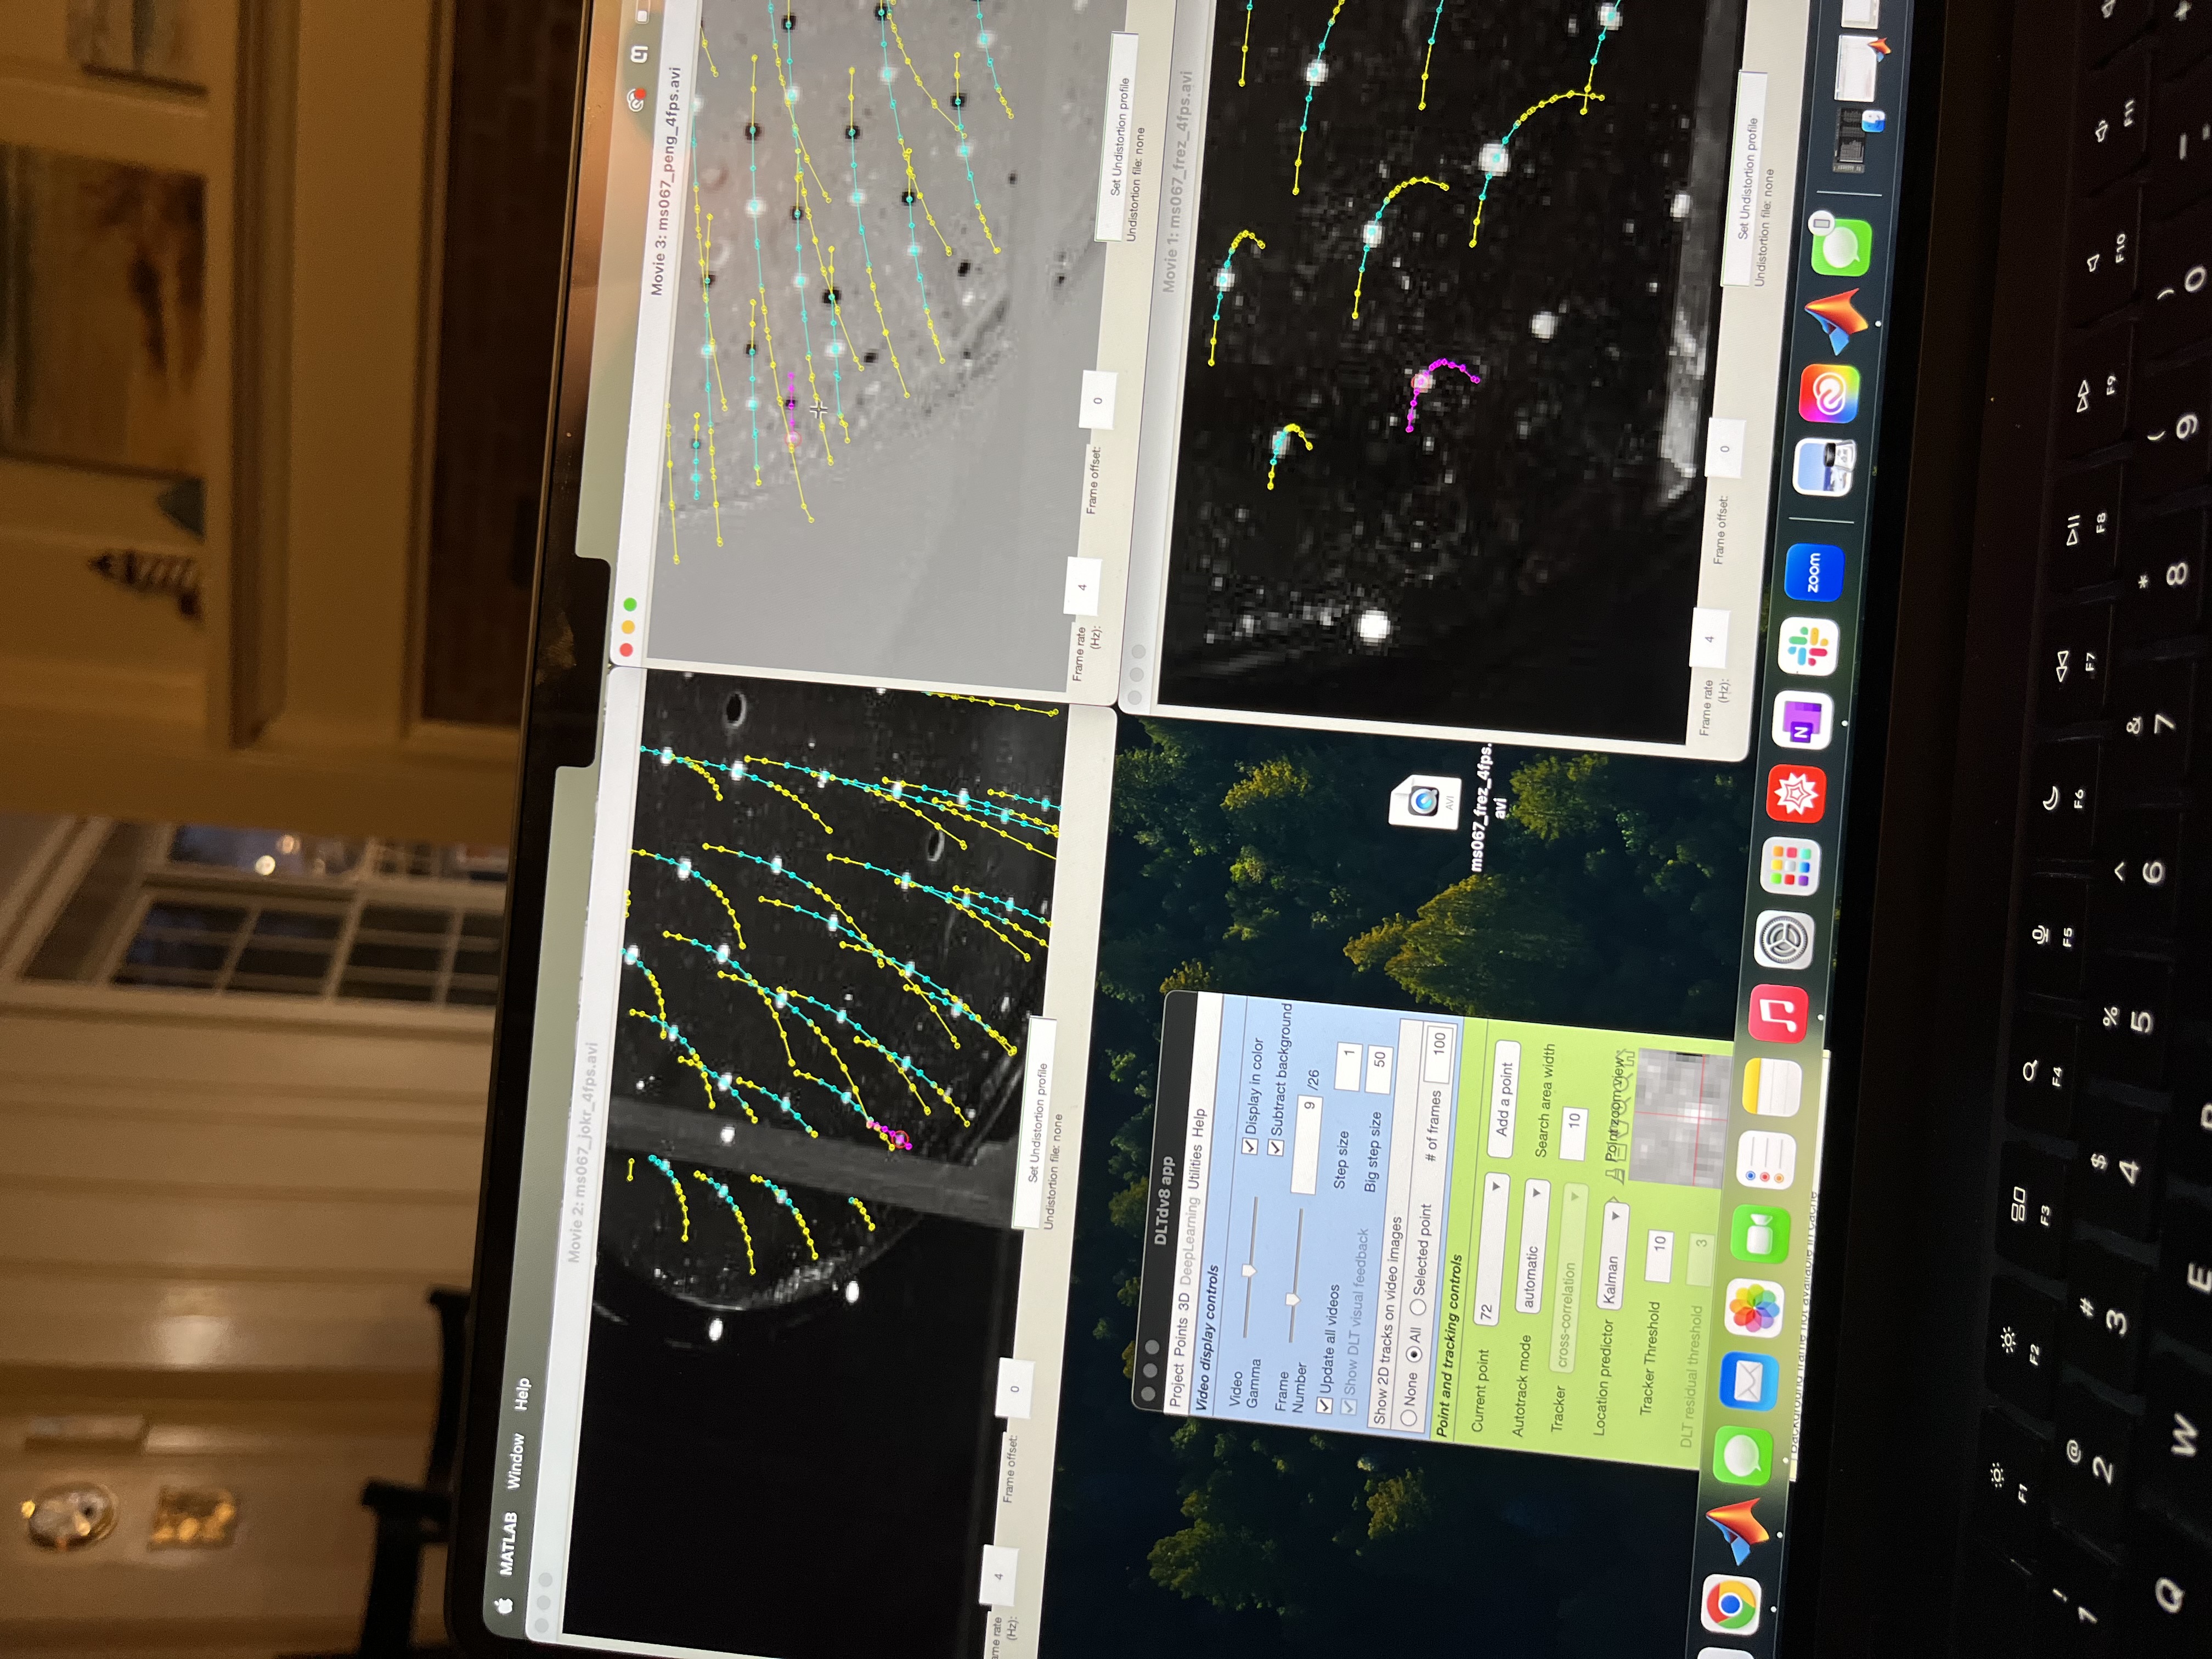 MATLAB Window Help
Movie 2: ms067_jokr_4fps.avi
Movie 3: ms067_peng_4fps.avi
rame rate
(Hz):
4
Frame offset:
0
Set Undistortion profile
Undistortion file: none
Frame rate
(Hz):
4
Frame offset:
0
Set Undistortion profile
Undistortion file: none
DLTdv8 app
Project Points 3D DeepLearning Utilities Help
Video display controls
Video
Gamma
Display in color
Subtract background
Frame
Number
9 /26
Update all videos
Show DLT visual feedback
Step size 1
Big step size 50
Show 2D tracks on video images
None All Selected point
# of frames 100
Point and tracking controls
Current point 72
Add a point
Autotrack mode automatic
Search area width
10
Tracker cross-correlation
Location predictor Kalman
Point zoom view
Tracker Threshold 10
DLT residual threshold 3
Background frame not available in cache
AVI
ms067_frez_4fps.
avi
Movie 1: ms067_frez_4fps.avi
Frame rate
(Hz):
4
Frame offset:
0
Set Undistortion profile
Undistortion file: none
N
zoom
F1 F2 F3 F4 F5 F6 F7 F8 F9 F10 F11
! @ # $ % ^ & * ( )
1 2 3 4 5 6 7 8 9 0
Q W E